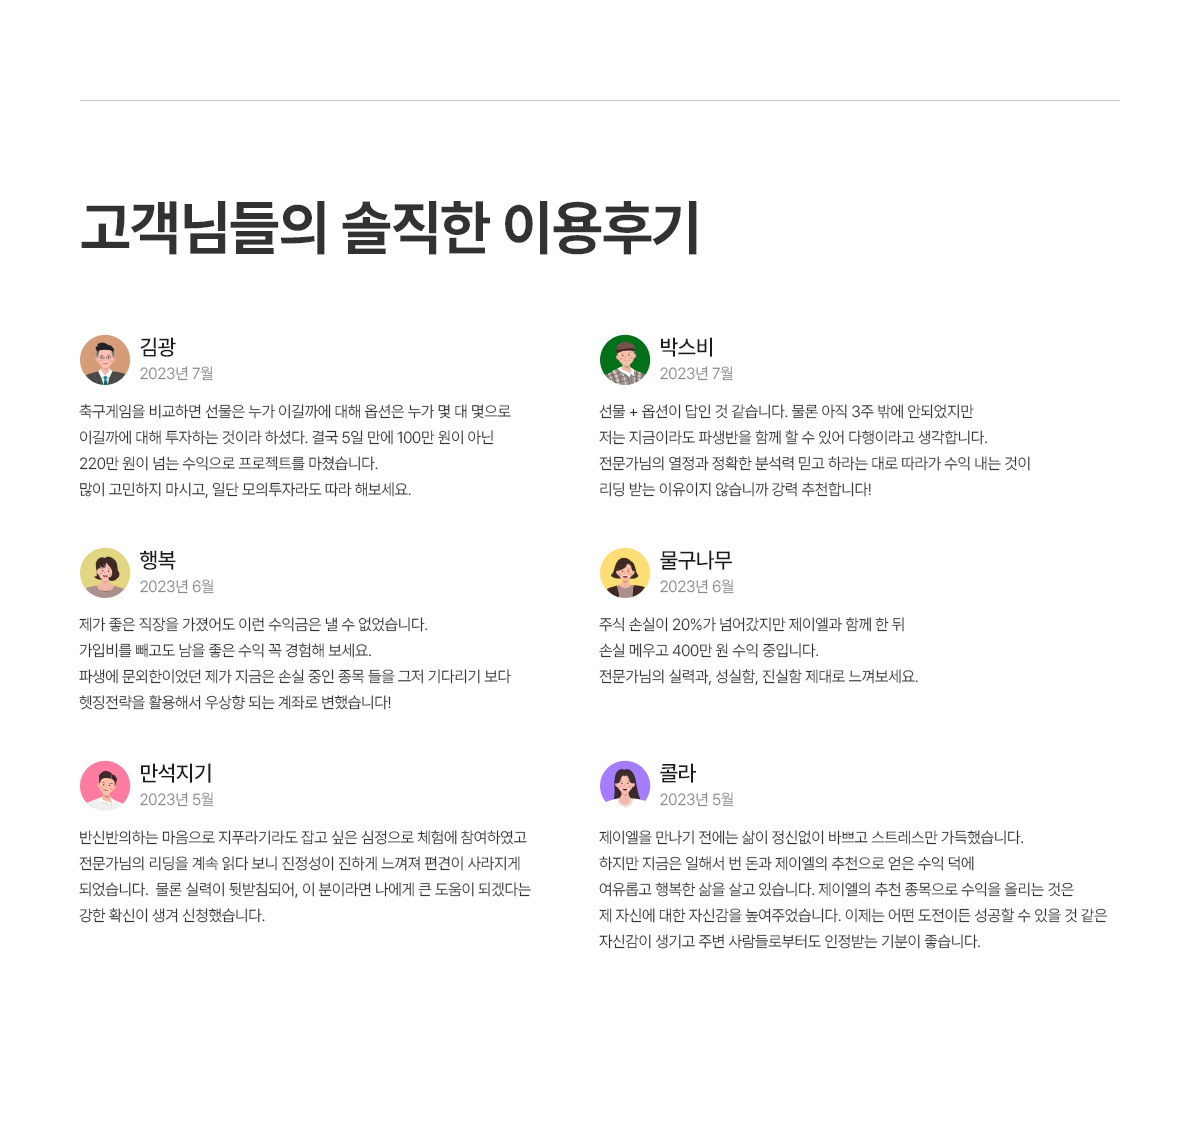 고객님들의 솔직한 이용후기
김광
2023년 7월
축구게임을 비교하면 선물은 누가 이길까에 대해 옵션은 누가 몇 대 몇으로
이길까에 대해 투자하는 것이라 하셨다. 결국 5일 만에 100만 원이 아닌
220만 원이 넘는 수익으로 프로젝트를 마쳤습니다.
많이 고민하지 마시고, 일단 모의투자라도 따라 해보세요.
박스비
2023년 7월
선물 + 옵션이 답인 것 같습니다. 물론 아직 3주 밖에 안되었지만
저는 지금이라도 파생반을 함께 할 수 있어 다행이라고 생각합니다.
전문가님의 열정과 정확한 분석력 믿고 하라는 대로 따라가 수익 내는 것이
리딩 받는 이유이지 않습니까 강력 추천합니다!
행복
2023년 6월
제가 좋은 직장을 가졌어도 이런 수익금은 낼 수 없었습니다.
가입비를 빼고도 남을 좋은 수익 꼭 경험해 보세요.
파생에 문외한이었던 제가 지금은 손실 중인 종목 들을 그저 기다리기 보다
헷징전략을 활용해서 우상향 되는 계좌로 변했습니다!
물구나무
2023년 6월
주식 손실이 20%가 넘어갔지만 제이엘과 함께 한 뒤
손실 메우고 400만 원 수익 중입니다.
전문가님의 실력과, 성실함, 진실함 제대로 느껴보세요.
만석지기
2023년 5월
반신반의하는 마음으로 지푸라기라도 잡고 싶은 심정으로 체험에 참여하였고
전문가님의 리딩을 계속 읽다 보니 진정성이 진하게 느껴져 편견이 사라지게
되었습니다. 물론 실력이 뒷받침되어, 이 분이라면 나에게 큰 도움이 되겠다는
강한 확신이 생겨 신청했습니다.
콜라
2023년 5월
제이엘을 만나기 전에는 삶이 정신없이 바쁘고 스트레스만 가득했습니다.
하지만 지금은 일해서 번 돈과 제이엘의 추천으로 얻은 수익 덕에
여유롭고 행복한 삶을 살고 있습니다. 제이엘의 추천 종목으로 수익을 올리는 것은
제 자신에 대한 자신감을 높여주었습니다. 이제는 어떤 도전이든 성공할 수 있을 것 같은
자신감이 생기고 주변 사람들로부터도 인정받는 기분이 좋습니다.